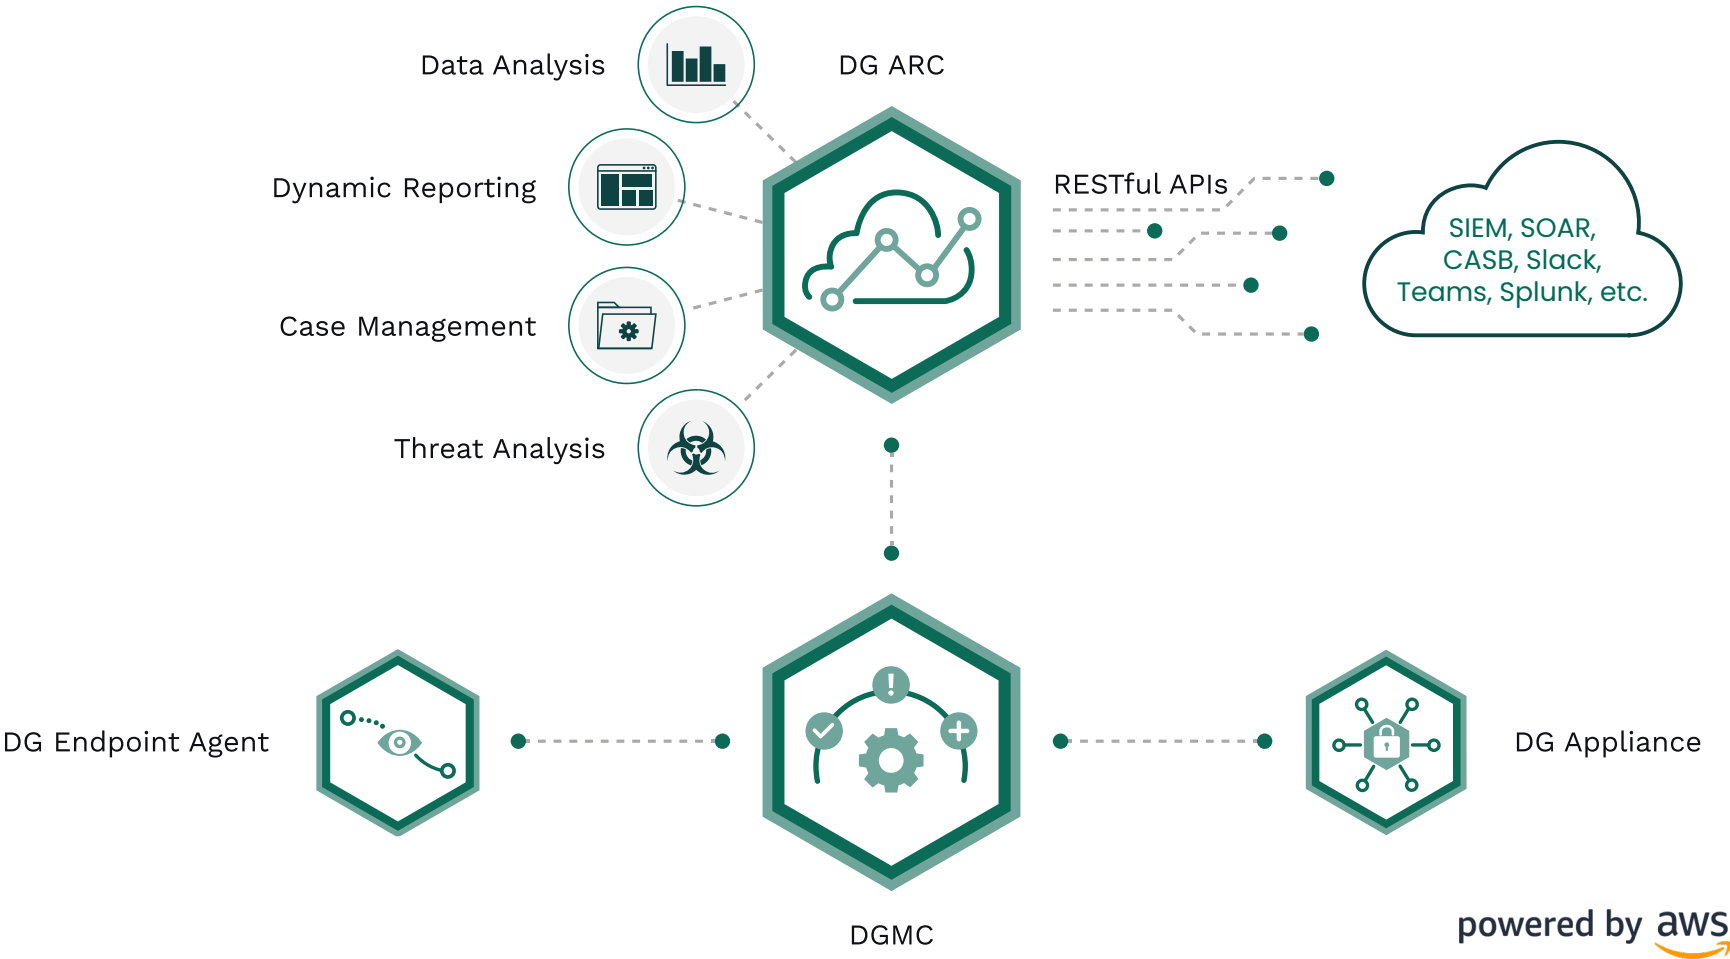 Data Analysis
DG ARC
Dynamic Reporting
RESTful APIs
SIEM, SOAR,
CASB, Slack,
Teams, Splunk, etc.
Case Management
Threat Analysis
DG Endpoint Agent
DG Appliance
DGMC
powered by aws